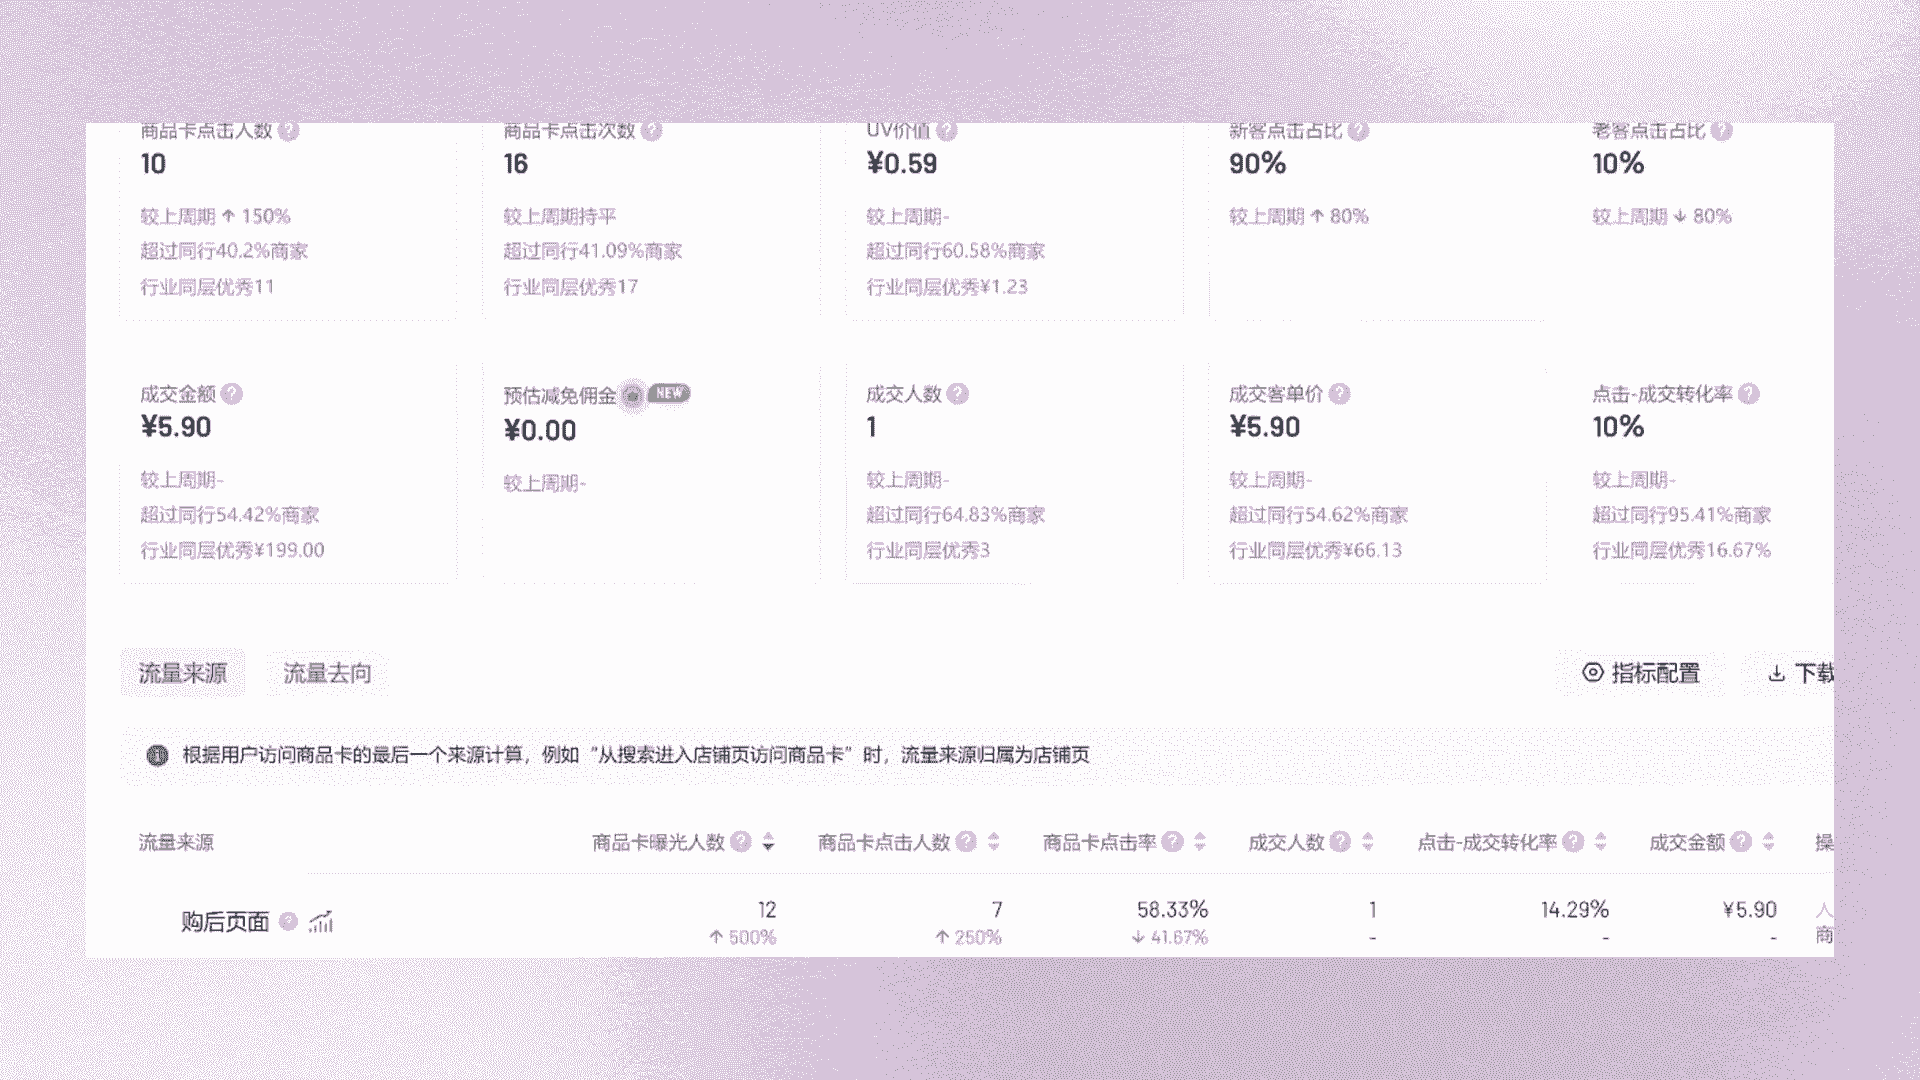 商品卡点击人数 商品卡点击次数 UV价值 新客点击占比 老客点击占比
10 16 ¥0.59 90% 10%
较上周期 ↑ 150% 较上周期持平 较上周期- 较上周期 ↑ 80% 较上周期 ↓ 80%
超过同行40.2%商家 超过同行41.09%商家 超过同行60.58%商家
行业同层优秀11 行业同层优秀17 行业同层优秀¥1.23
成交金额 预估减免佣金 NEW 成交人数 成交客单价 点击-成交转化率
¥5.90 ¥0.00 1 ¥5.90 10%
较上周期- 较上周期- 较上周期- 较上周期- 较上周期-
超过同行54.42%商家 超过同行64.83%商家 超过同行54.62%商家 超过同行95.41%商家
行业同层优秀¥199.00 行业同层优秀3 行业同层优秀¥66.13 行业同层优秀16.67%
流量来源 流量去向 指标配置 下载
根据用户访问商品卡的最后一个来源计算，例如“从搜索进入店铺页访问商品卡”时，流量来源归属为店铺页
流量来源 商品卡曝光人数 商品卡点击人数 商品卡点击率 成交人数 点击-成交转化率 成交金额 操
购后页面 12 7 58.33% 1 14.29% ¥5.90 人
↑ 500% ↑ 250% ↓ 41.67% - - - 商